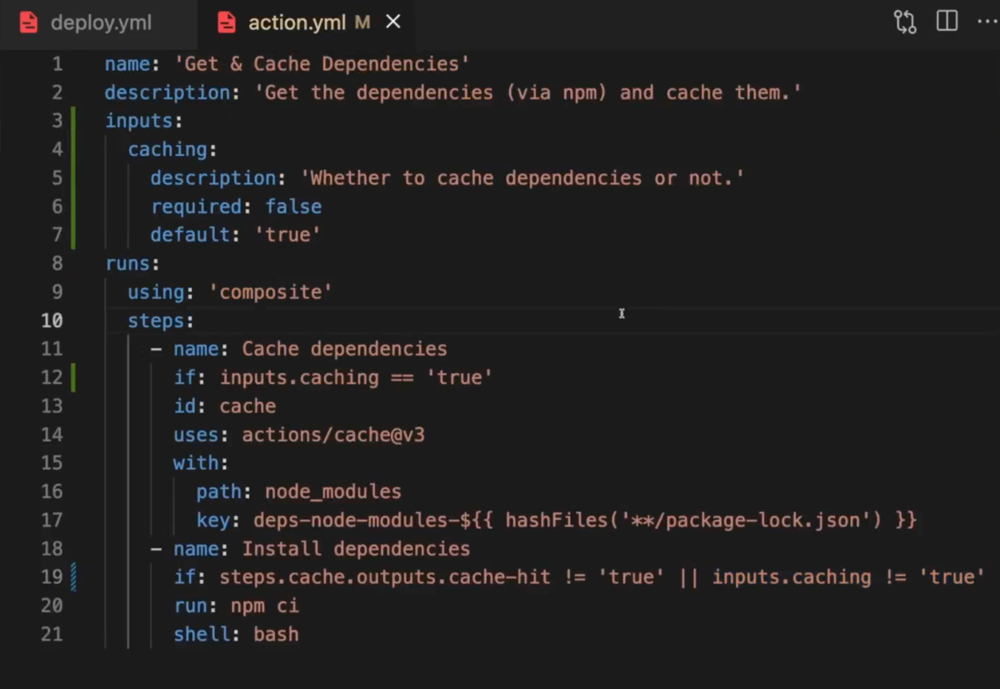 deploy.yml
action.yml M
1 name: 'Get & Cache Dependencies'
2 description: 'Get the dependencies (via npm) and cache them.'
3 inputs:
4   caching:
5     description: 'Whether to cache dependencies or not.'
6     required: false
7     default: 'true'
8 runs:
9   using: 'composite'
10   steps:
11     - name: Cache dependencies
12       if: inputs.caching == 'true'
13       id: cache
14       uses: actions/cache@v3
15       with:
16         path: node_modules
17         key: deps-node-modules-${{ hashFiles('**/package-lock.json') }}
18     - name: Install dependencies
19       if: steps.cache.outputs.cache-hit != 'true' || inputs.caching != 'true'
20       run: npm ci
21       shell: bash